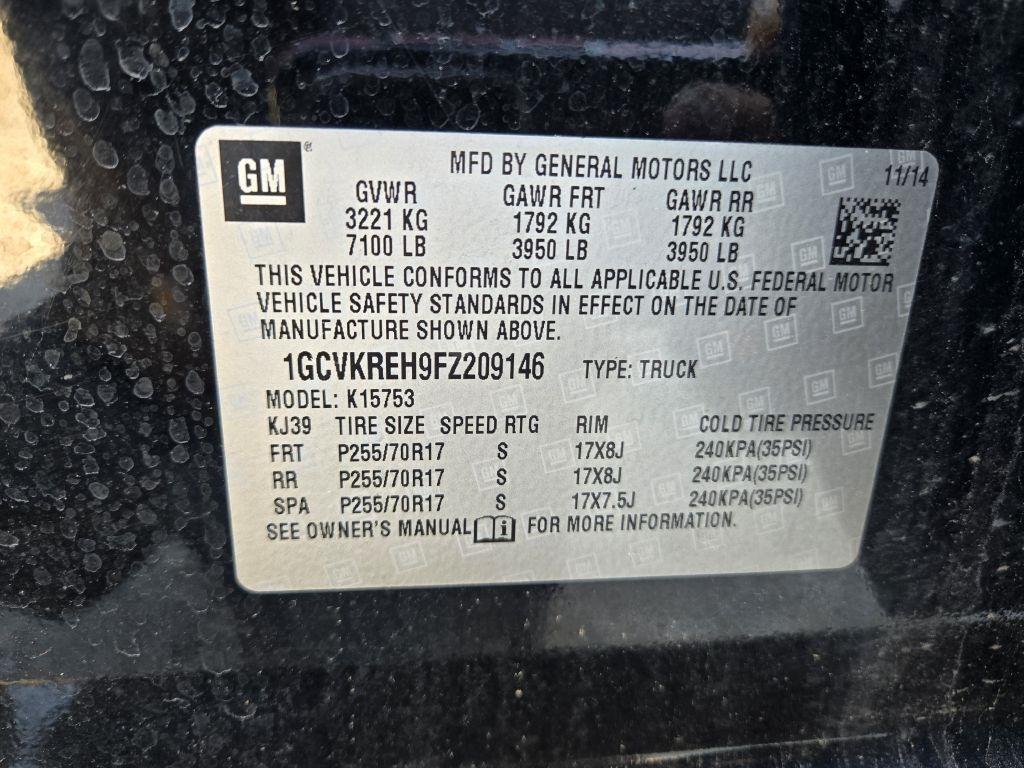 GM®
MFD BY GENERAL MOTORS LLC 11/14
GVWR GAWR FRT GAWR RR
3221 KG 1792 KG 1792 KG
7100 LB 3950 LB 3950 LB
THIS VEHICLE CONFORMS TO ALL APPLICABLE U.S. FEDERAL MOTOR
VEHICLE SAFETY STANDARDS IN EFFECT ON THE DATE OF
MANUFACTURE SHOWN ABOVE.
1GCVKREH9FZ209146 TYPE: TRUCK
MODEL: K15753
KJ39 TIRE SIZE SPEED RTG RIM COLD TIRE PRESSURE
FRT P255/70R17 S 17X8J 240KPA(35PSI)
RR P255/70R17 S 17X8J 240KPA(35PSI)
SPA P255/70R17 S 17X7.5J 240KPA(35PSI)
SEE OWNER'S MANUAL i FOR MORE INFORMATION.